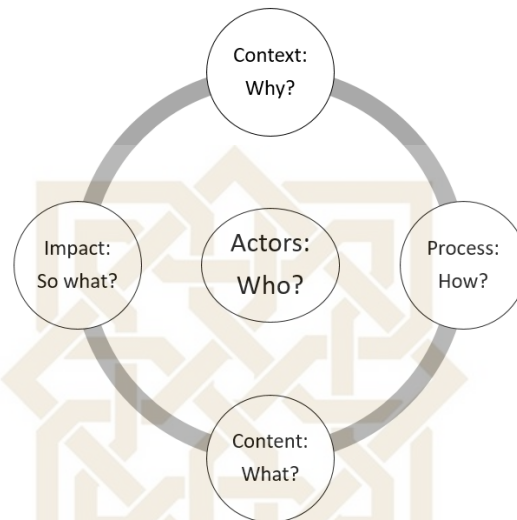 Context:
Why?
Impact:
So what?
Actors:
Who?
Process:
How?
Content:
What?